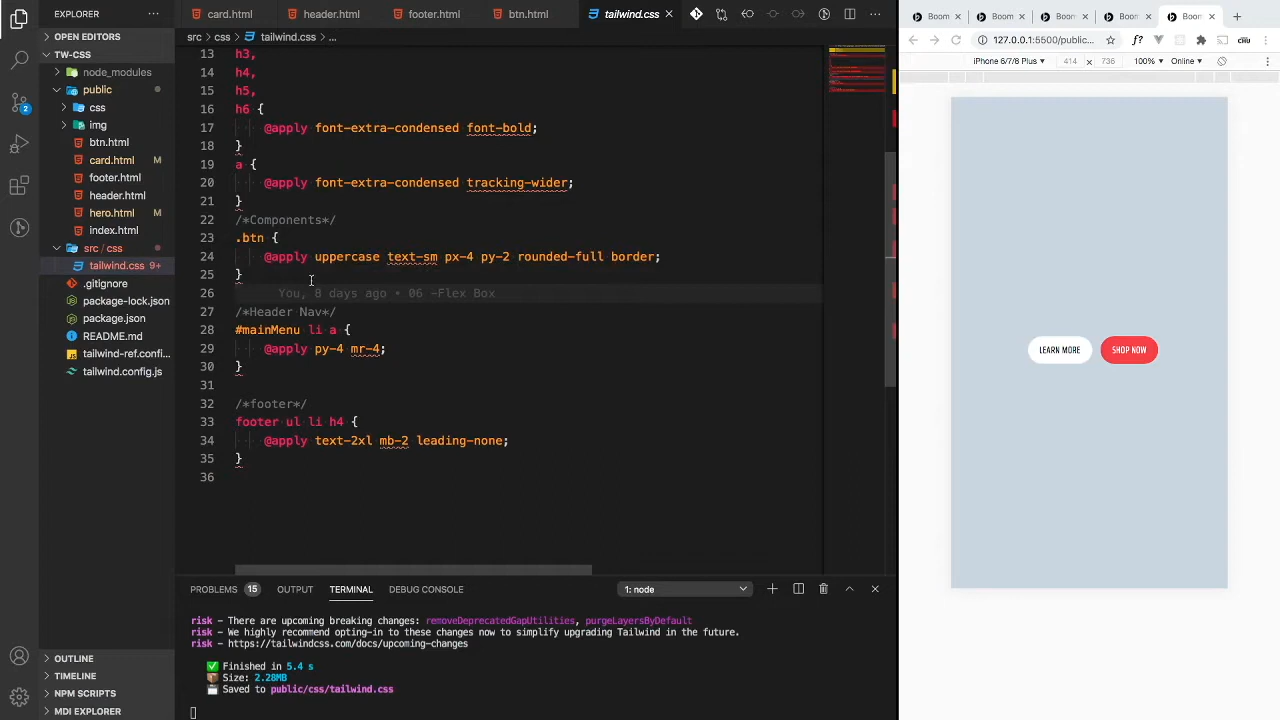 EXPLORER
OPEN EDITORS
TW-CSS
node_modules
public
css
img
btn.html
card.html M
footer.html
header.html
hero.html M
index.html
src / css
tailwind.css 9+
.gitignore
package-lock.json
package.json
README.md
tailwind-ref.confi...
tailwind.config.js
OUTLINE
TIMELINE
NPM SCRIPTS
MDI EXPLORER
2
card.html header.html footer.html btn.html tailwind.css
src > css > tailwind.css > ...
13 h3,
14 h4,
15 h5,
16 h6 {
17 @apply font-extra-condensed font-bold;
18 }
19 a {
20 @apply font-extra-condensed tracking-wider;
21 }
22 /*Components*/
23 .btn {
24 @apply uppercase text-sm px-4 py-2 rounded-full border;
25 }
26 You, 8 days ago • 06 -Flex Box
27 /*Header Nav*/
28 #mainMenu li a {
29 @apply py-4 mr-4;
30 }
31
32 /*footer*/
33 footer ul li h4 {
34 @apply text-2xl mb-2 leading-none;
35 }
36
PROBLEMS 15 OUTPUT TERMINAL DEBUG CONSOLE 1: node
risk - There are upcoming breaking changes: removeDeprecatedGapUtilities, purgeLayersByDefault
risk - We highly recommend opting-in to these changes now to simplify upgrading Tailwind in the future.
risk - https://tailwindcss.com/docs/upcoming-changes
Finished in 5.4 s
Size: 2.28MB
Saved to public/css/tailwind.css
Boom Boom Boom Boom Boom
127.0.0.1:5500/public...
iPhone 6/7/8 Plus 414 × 736 100% Online
LEARN MORE SHOP NOW